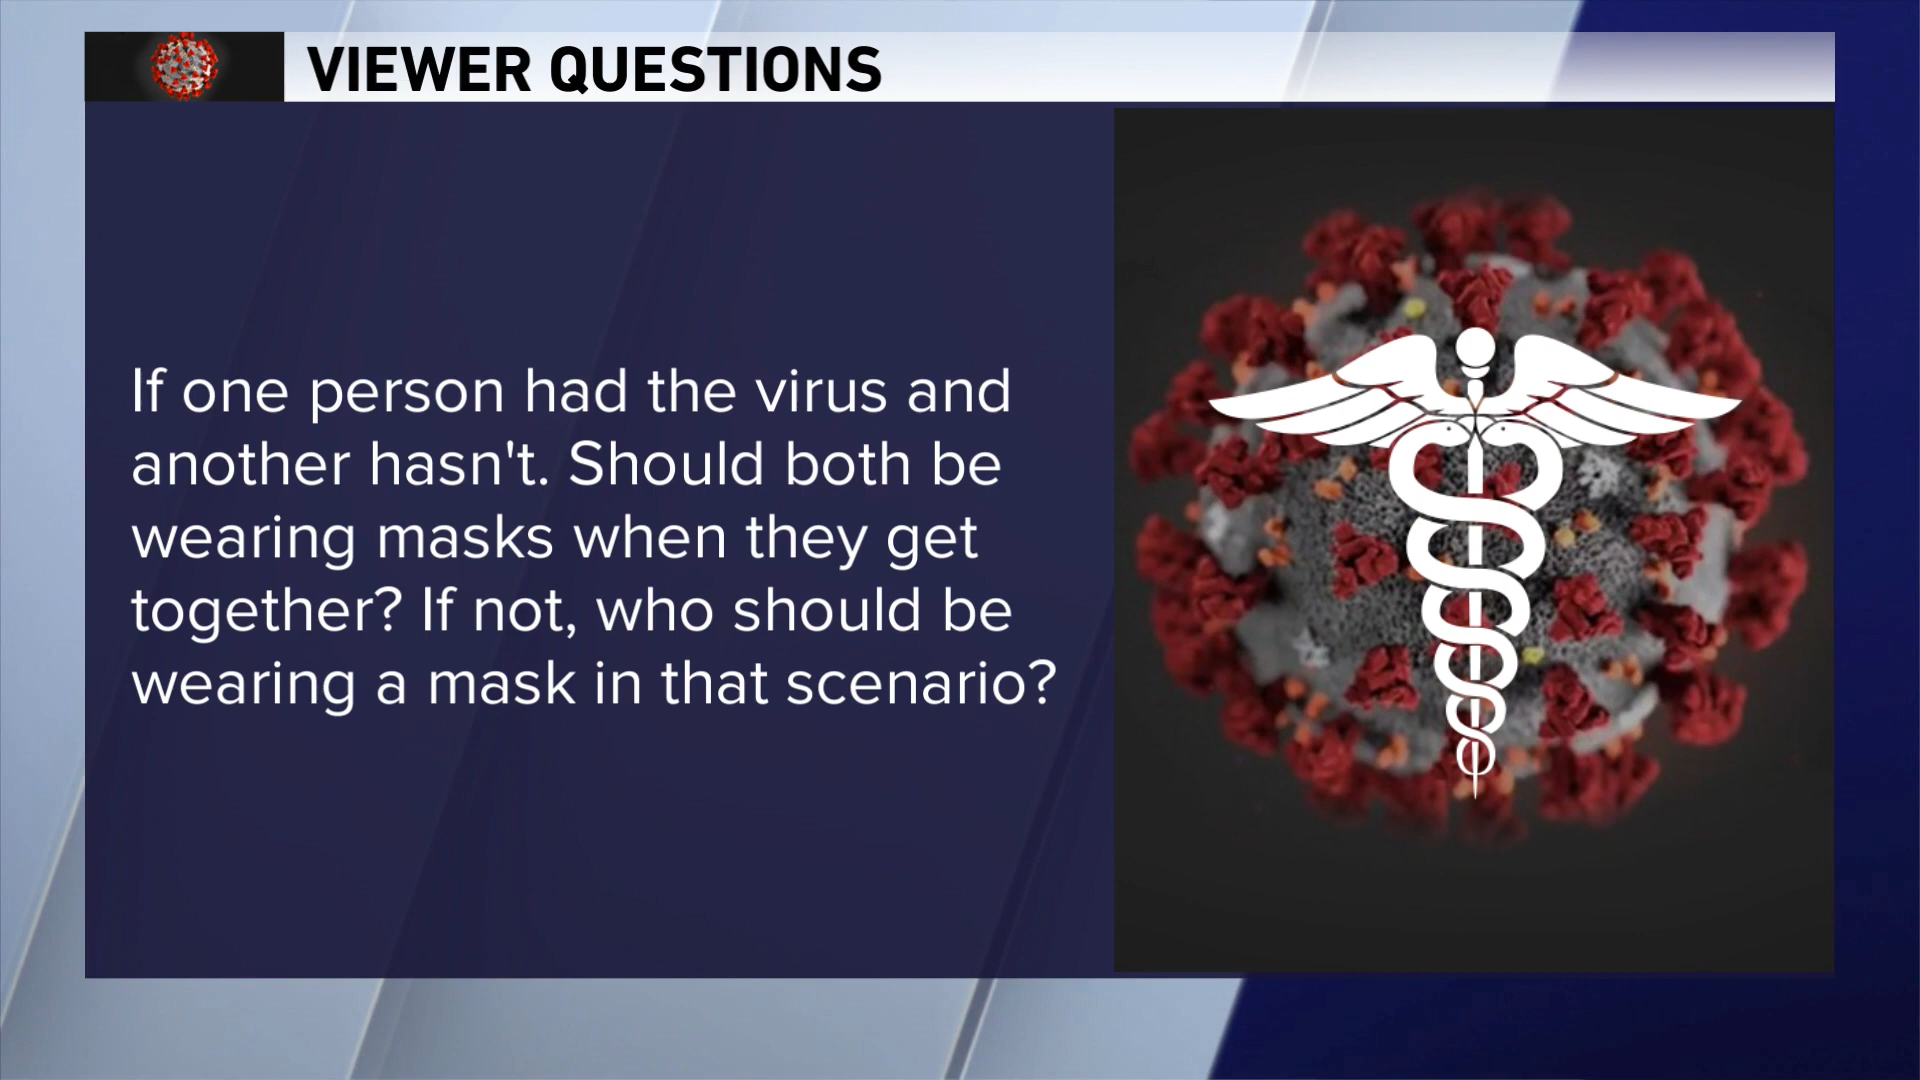 VIEWER QUESTIONS
If one person had the virus and
another hasn't. Should both be
wearing masks when they get
together? If not, who should be
wearing a mask in that scenario?